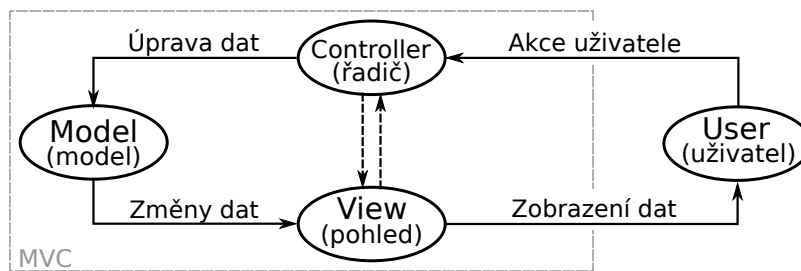 Úprava dat
Controller
(řadič)
Akce uživatele
Model
(model)
User
(uživatel)
Změny dat
View
(pohled)
Zobrazení dat
MVC